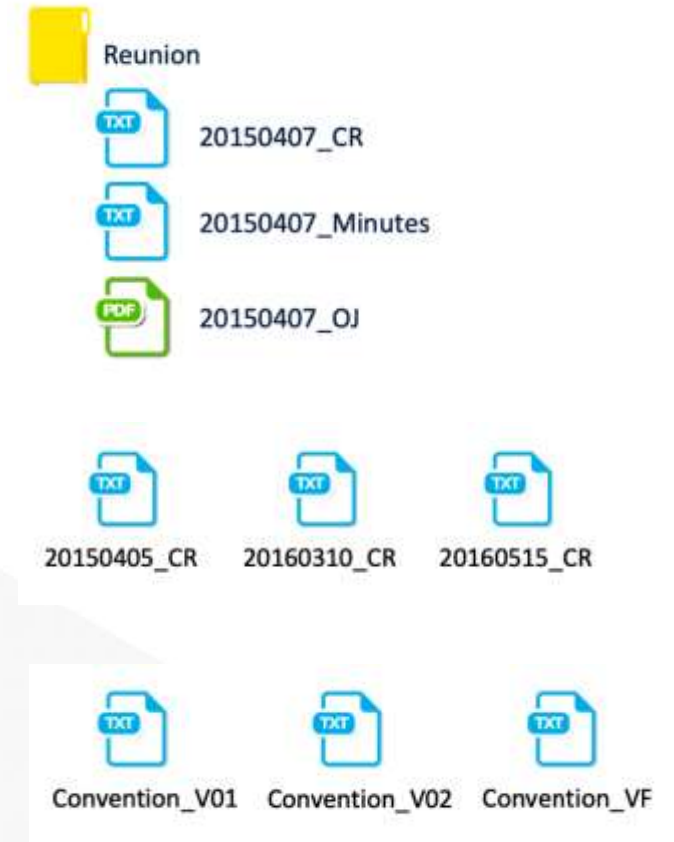 Reunion
TXT
20150407_CR
TXT
20150407_Minutes
PDF
20150407_OJ
TXT TXT TXT
20150405_CR 20160310_CR 20160515_CR
TXT TXT TXT
Convention_V01 Convention_V02 Convention_VF